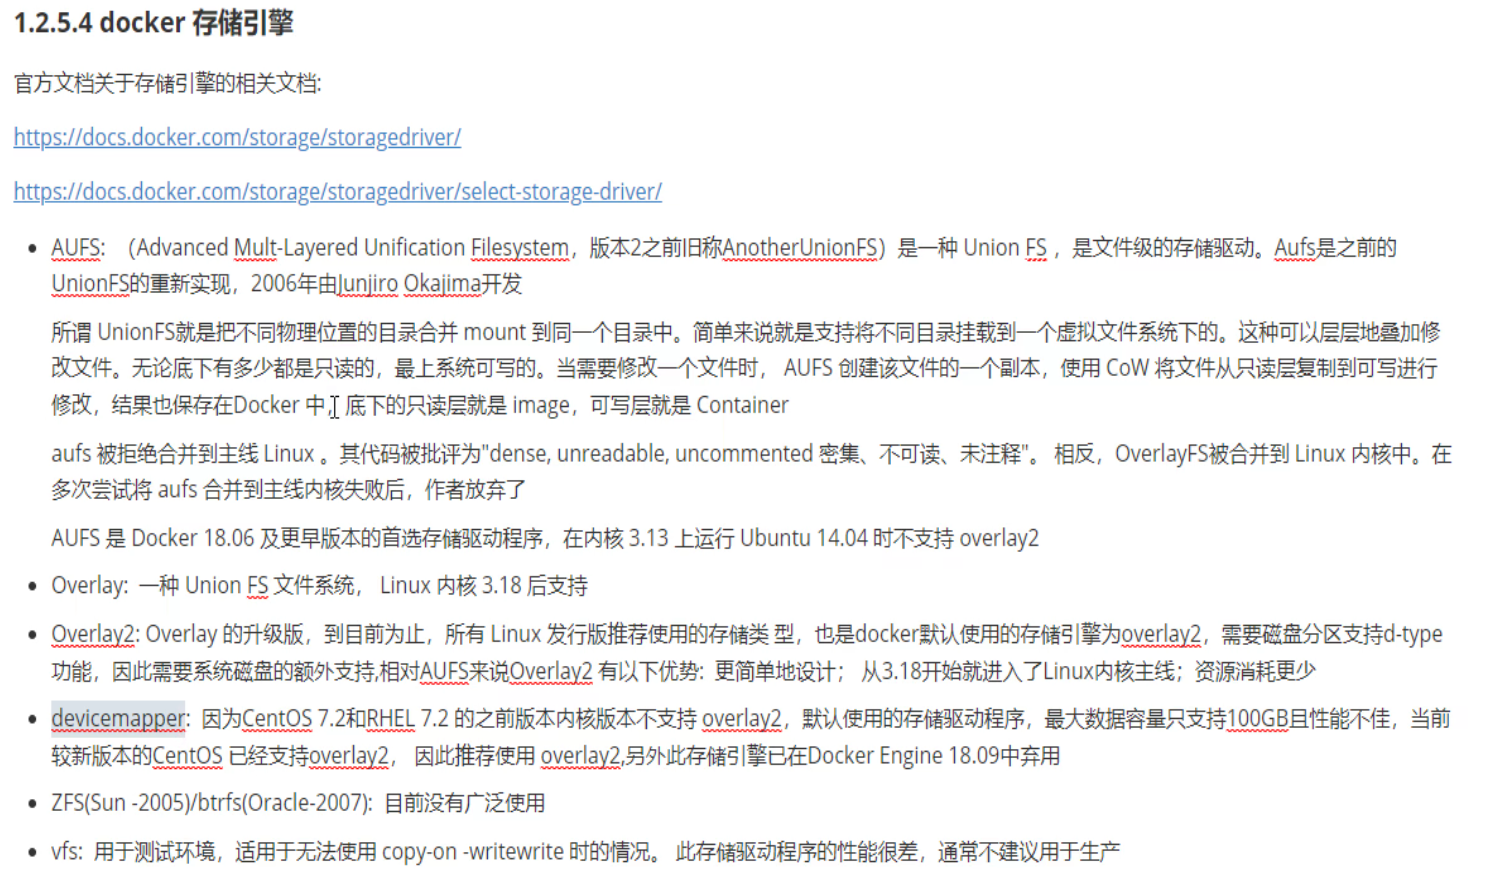 1.2.5.4 docker 存储引擎
官方文档关于存储引擎的相关文档:
https://docs.docker.com/storage/storagedriver/
https://docs.docker.com/storage/storagedriver/select-storage-driver/
• AUFS: （Advanced Mult-Layered Unification Filesystem，版本2之前旧称AnotherUnionFS）是一种 Union FS ，是文件级的存储驱动。Aufs是之前的
UnionFS的重新实现，2006年由Junjiro Okajima开发
所谓 UnionFS就是把不同物理位置的目录合并 mount 到同一个目录中。简单来说就是支持将不同目录挂载到一个虚拟文件系统下的。这种可以层层地叠加修
改文件。无论底下有多少都是只读的，最上系统可写的。当需要修改一个文件时， AUFS 创建该文件的一个副本，使用 CoW 将文件从只读层复制到可写进行
修改，结果也保存在Docker 中，底下的只读层就是 image，可写层就是 Container
aufs 被拒绝合并到主线 Linux 。其代码被批评为"dense, unreadable, uncommented 密集、不可读、未注释"。 相反，OverlayFS被合并到 Linux 内核中。在
多次尝试将 aufs 合并到主线内核失败后，作者放弃了
AUFS 是 Docker 18.06 及更早版本的首选存储驱动程序，在内核 3.13 上运行 Ubuntu 14.04 时不支持 overlay2
• Overlay: 一种 Union FS 文件系统， Linux 内核 3.18 后支持
• Overlay2: Overlay 的升级版，到目前为止，所有 Linux 发行版推荐使用的存储类 型，也是docker默认使用的存储引擎为overlay2，需要磁盘分区支持d-type
功能，因此需要系统磁盘的额外支持,相对AUFS来说Overlay2 有以下优势: 更简单地设计； 从3.18开始就进入了Linux内核主线；资源消耗更少
• devicemapper: 因为CentOS 7.2和RHEL 7.2 的之前版本内核版本不支持 overlay2，默认使用的存储驱动程序，最大数据容量只支持100GB且性能不佳，当前
较新版本的CentOS 已经支持overlay2， 因此推荐使用 overlay2,另外此存储引擎已在Docker Engine 18.09中弃用
• ZFS(Sun -2005)/btrfs(Oracle-2007): 目前没有广泛使用
• vfs: 用于测试环境，适用于无法使用 copy-on -writewrite 时的情况。 此存储驱动程序的性能很差，通常不建议用于生产